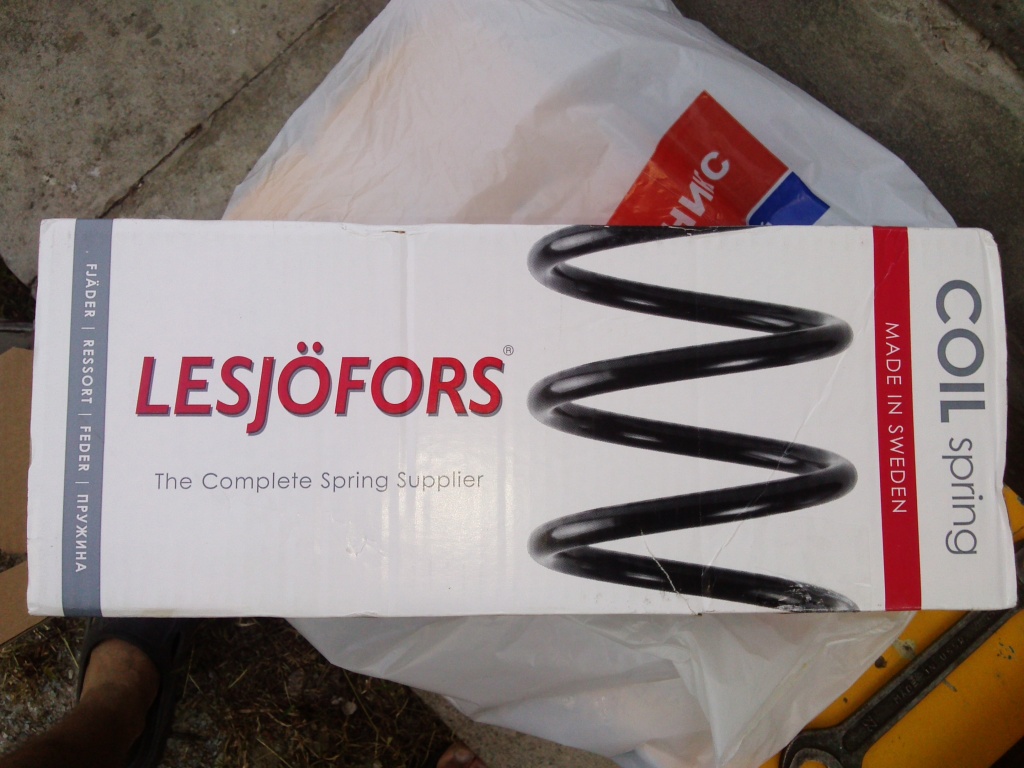 LESJÖFORS®
The Complete Spring Supplier
FJÄDER | RESSORT | FEDER | ПРУЖИНА
MADE IN SWEDEN
COIL spring